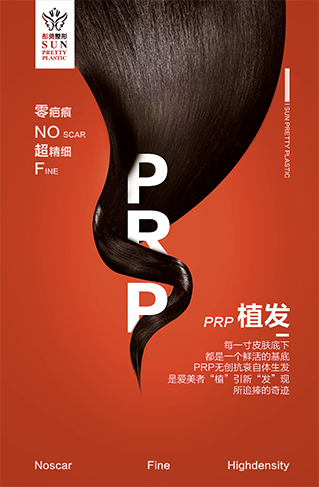 彤美整形
SUN
PRETTY
PLASTIC
零疤痕
NO SCAR
超精细
FINE
I SUN PRETTY PLASTIC
PRP
PRP 植发
每一寸皮肤底下
都是一个鲜活的基底
PRP无创抗衰自体生发
是爱美者“植”引新“发”现
所追捧的奇迹
Noscar
Fine
Highdensity